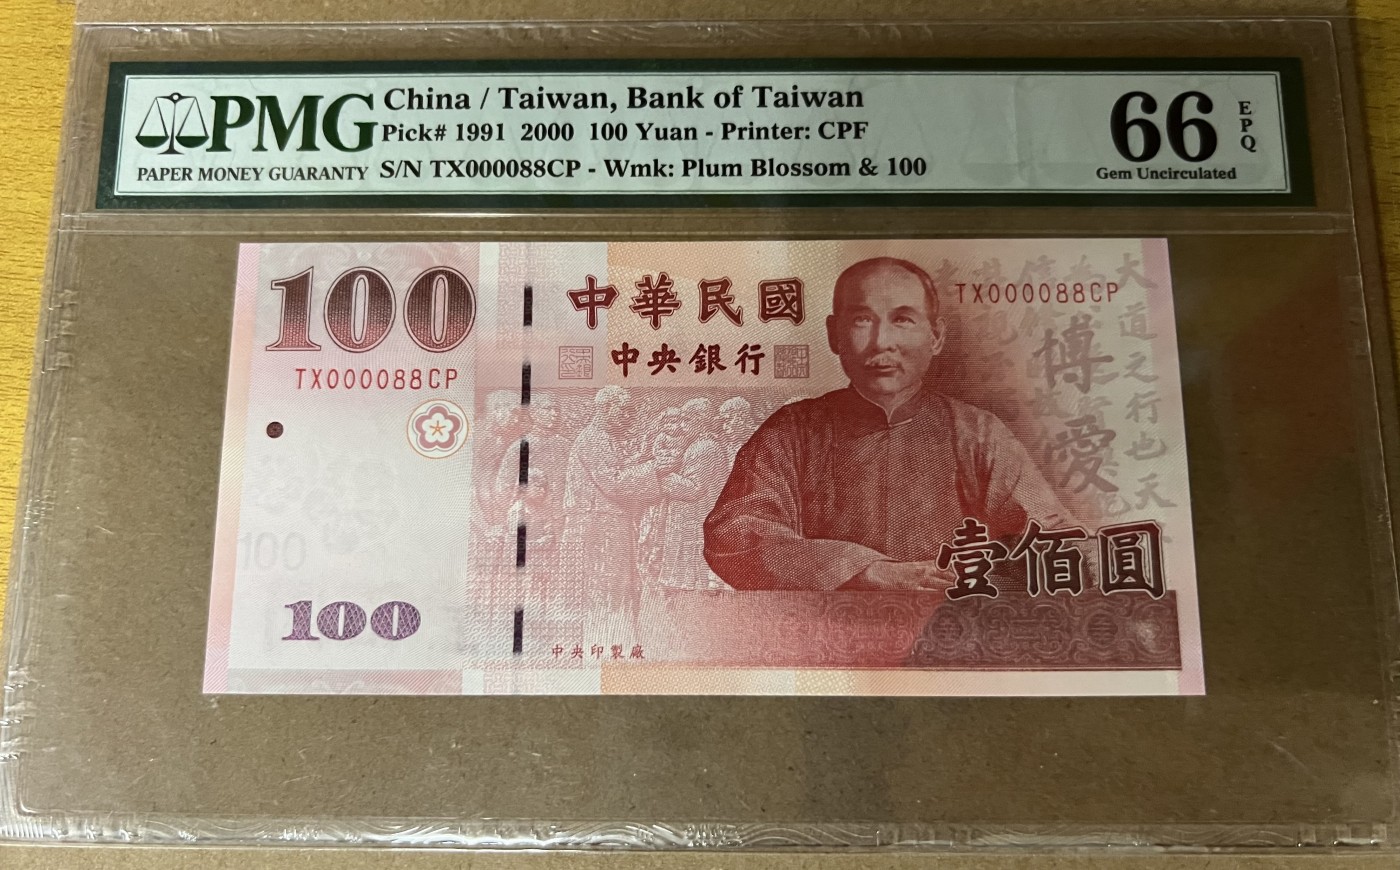 PMG
PAPER MONEY GUARANTY
China / Taiwan, Bank of Taiwan
Pick# 1991 2000 100 Yuan - Printer: CPF
S/N TX000088CP - Wmk: Plum Blossom & 100
66
EPQ
Gem Uncirculated
100
中華民國
TX000088CP
中央銀行
TX000088CP
博愛
大道之行也天
100
壹佰圓
100
中央印製廠